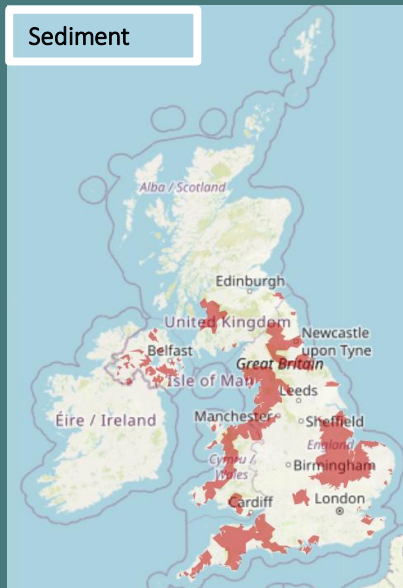 Sediment
Alba / Scotland
Edinburgh
United Kingdom
Newcastle
upon Tyne
Belfast
Great Britain
Isle of Man
Leeds
Éire / Ireland
Manchester
Sheffield
England
Cymru /
Wales
Birmingham
Cardiff
London